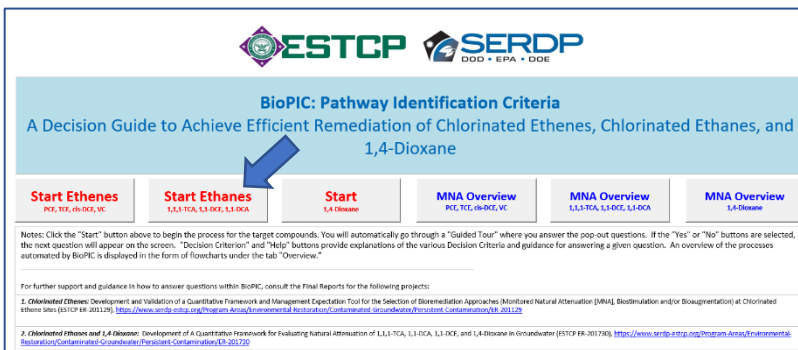 ESTCP SERDP
DOD • EPA • DOE
BioPIC: Pathway Identification Criteria
A Decision Guide to Achieve Efficient Remediation of Chlorinated Ethenes, Chlorinated Ethanes, and
1,4-Dioxane
Start Ethenes Start Ethanes Start MNA Overview MNA Overview MNA Overview
PCE, TCE, cis-DCE, VC 1,1,1-TCA, 1,1-DCE, 1,1-DCA 1,4-Dioxane PCE, TCE, cis-DCE, VC 1,1,1-TCA, 1,1-DCE, 1,1-DCA 1,4-Dioxane
Notes: Click the "Start" button above to begin the process for the target compounds. You will automatically go through a "Guided Tour" where you answer the pop-out questions. If the "Yes" or "No" buttons are selected,
the next question will appear on the screen. "Decision Criterion" and "Help" buttons provide explanations of the various Decision Criteria and guidance for answering a given question. An overview of the processes
automated by BioPIC is displayed in the form of flowcharts under the tab "Overview."
For further support and guidance in how to answer questions within BioPIC, consult the Final Reports for the following projects:
1. Chlorinated Ethenes: Development and Validation of a Quantitative Framework and Management Expectation Tool for the Selection of Bioremediation Approaches (Monitored Natural Attenuation [MNA], Biostimulation and/or Bioaugmentation) at Chlorinated
Ethene Sites (ESTCP ER-201129), https://www.serdp-estcp.org/Program-Areas/Environmental-Restoration/Contaminated-Groundwater/Persistent-Contamination/ER-201129
2. Chlorinated Ethanes and 1,4-Dioxane: Development of A Quantitative Framework for Evaluating Natural Attenuation of 1,1,1-TCA, 1,1-DCA, 1,1-DCE, and 1,4-Dioxane in Groundwater (ESTCP ER-201730), https://www.serdp-estcp.org/Program-Areas/Environmental-
Restoration/Contaminated-Groundwater/Persistent-Contamination/ER-201730